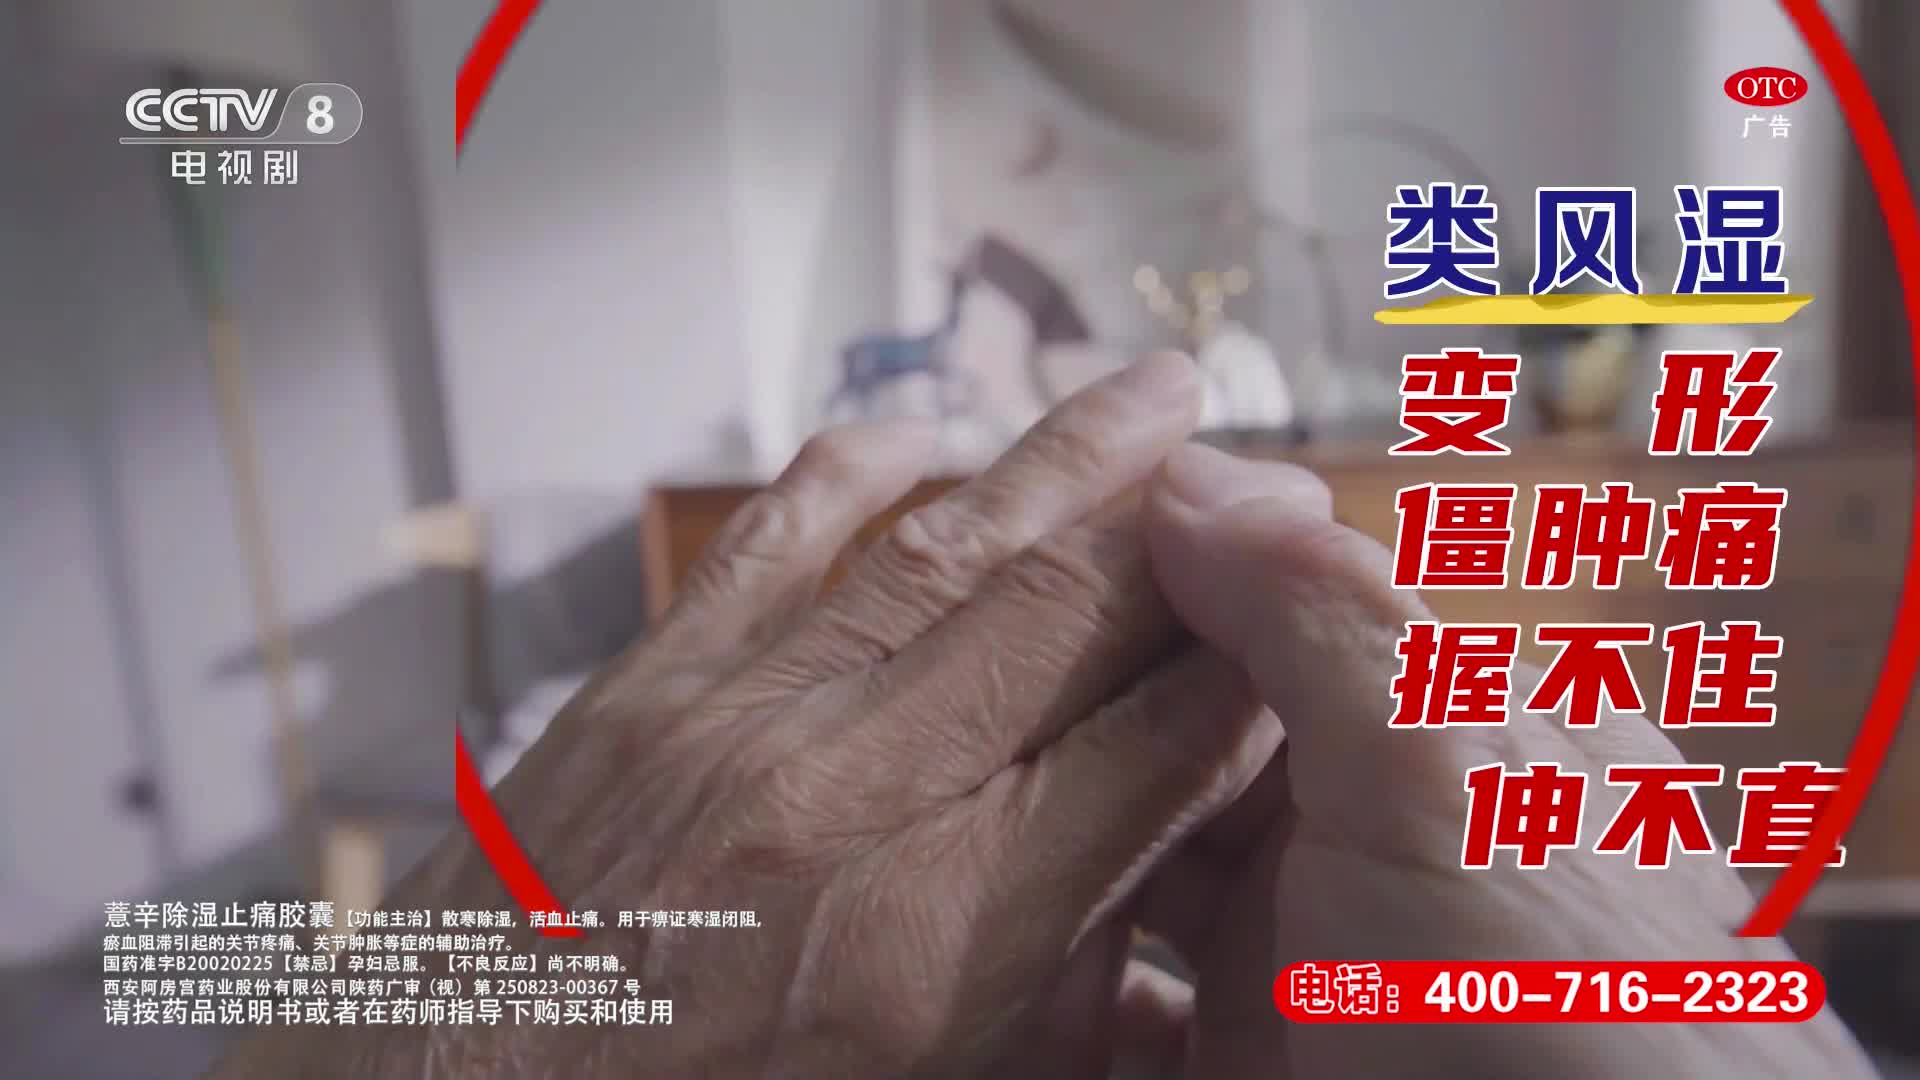 CCTV 8
电视剧
OTC
广告
类风湿
变形
僵肿痛
握不住
伸不直
薏辛除湿止痛胶囊【功能主治】散寒除湿，活血止痛。用于痹证寒湿闭阻，
瘀血阻滞引起的关节疼痛、关节肿胀等症的辅助治疗。
国药准字B20020225【禁忌】孕妇忌服。【不良反应】尚不明确。
西安阿房宫药业股份有限公司陕药广审（视）第 250823-00367 号
请按药品说明书或者在药师指导下购买和使用
电话：400-716-2323